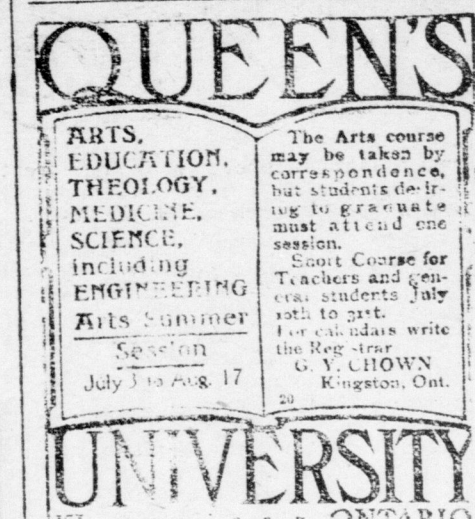 QUEEN'S
ARTS,
EDUCATION,
THEOLOGY,
MEDICINE,
SCIENCE,
including
ENGINEERING
Arts Summer
Session
July 3 to Aug. 17
The Arts course
may be taken by
correspondence,
but students desir-
ing to graduate
must attend one
session.
Short Course for
Teachers and gen-
eral students July
10th to 31st.
For calendars write
the Registrar
G. Y. CHOWN
Kingston, Ont.
20
UNIVERSITY
ONTARIO